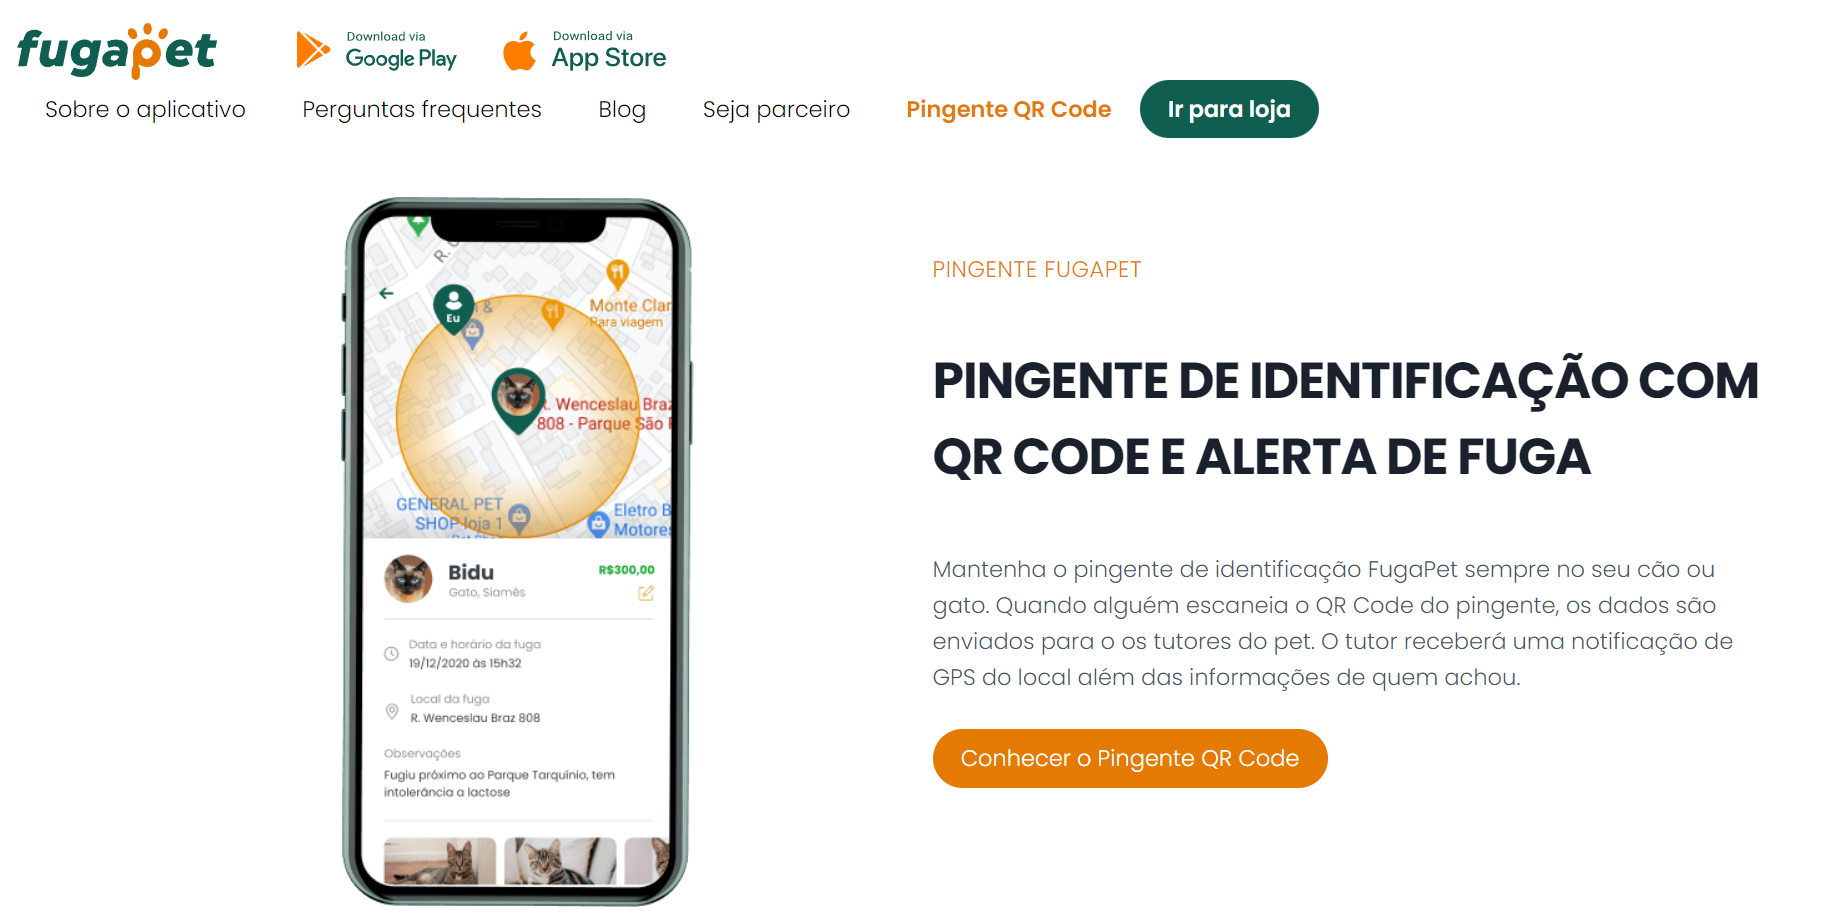 fugapet
Download via
Google Play
Download via
App Store
Sobre o aplicativo
Perguntas frequentes
Blog
Seja parceiro
Pingente QR Code
Ir para loja
R.
Eu
&
Monte Clar
Para viagem
R. Wenceslau Braz
808 - Parque São
GENERAL PET
SHOP loja 1
Eletro B
Motores
Bidu
R$300,00
Gato, Siamês
Data e horário da fuga
19/12/2020 às 15h32
Local da fuga
R. Wenceslau Braz 808
Observações
Fugiu próximo ao Parque Tarquínio, tem
intolerância a lactose
PINGENTE FUGAPET
PINGENTE DE IDENTIFICAÇÃO COM
QR CODE E ALERTA DE FUGA
Mantenha o pingente de identificação FugaPet sempre no seu cão ou
gato. Quando alguém escaneia o QR Code do pingente, os dados são
enviados para o os tutores do pet. O tutor receberá uma notificação de
GPS do local além das informações de quem achou.
Conhecer o Pingente QR Code